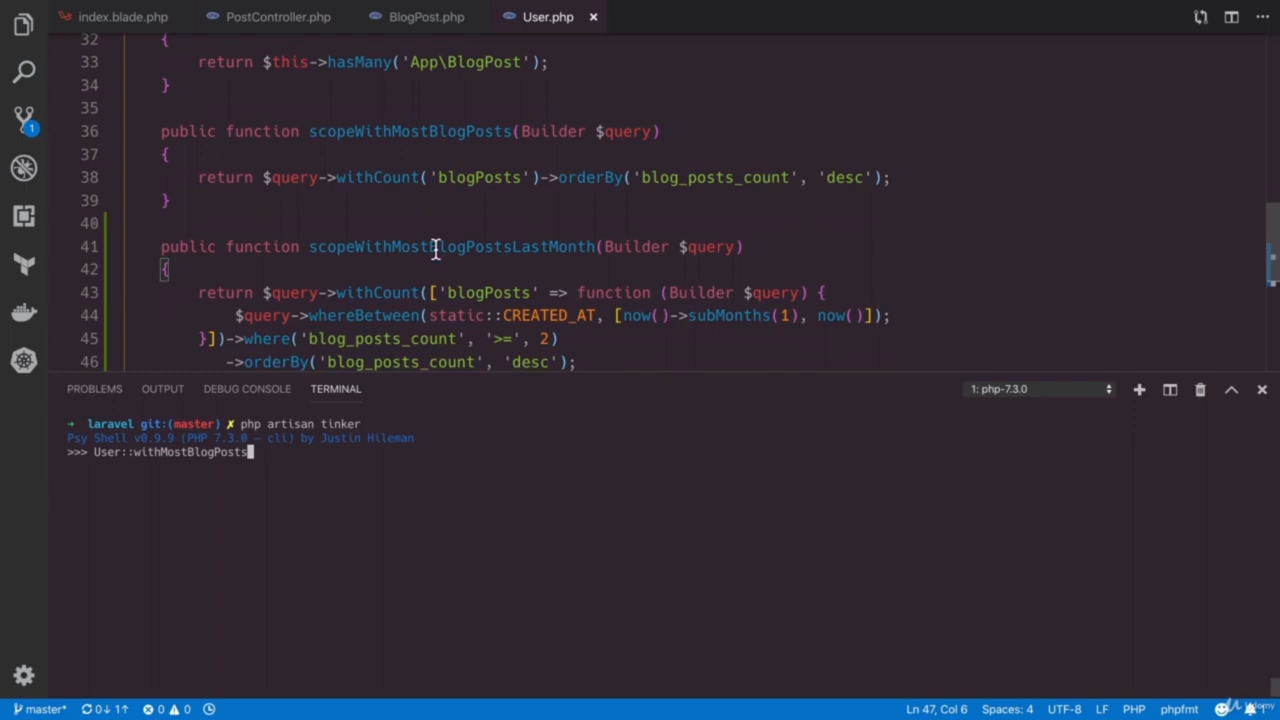 index.blade.php PostController.php BlogPost.php User.php ×
32 {
33 return $this->hasMany('App\BlogPost');
34 }
35
36 public function scopeWithMostBlogPosts(Builder $query)
37 {
38 return $query->withCount('blogPosts')->orderBy('blog_posts_count', 'desc');
39 }
40
41 public function scopeWithMostBlogPostsLastMonth(Builder $query)
42 {
43 return $query->withCount(['blogPosts' => function (Builder $query) {
44 $query->whereBetween(static::CREATED_AT, [now()->subMonths(1), now()]);
45 }])->where('blog_posts_count', '>=', 2)
46 ->orderBy('blog_posts_count', 'desc');
1
PROBLEMS OUTPUT DEBUG CONSOLE TERMINAL 1: php-7.3.0
→ laravel git:(master) ✗ php artisan tinker
Psy Shell v0.9.9 (PHP 7.3.0 — cli) by Justin Hileman
>>> User::withMostBlogPosts
master* 0↓ 1↑ 0 0 Ln 47, Col 6 Spaces: 4 UTF-8 LF PHP phpfmt 1
Udemy